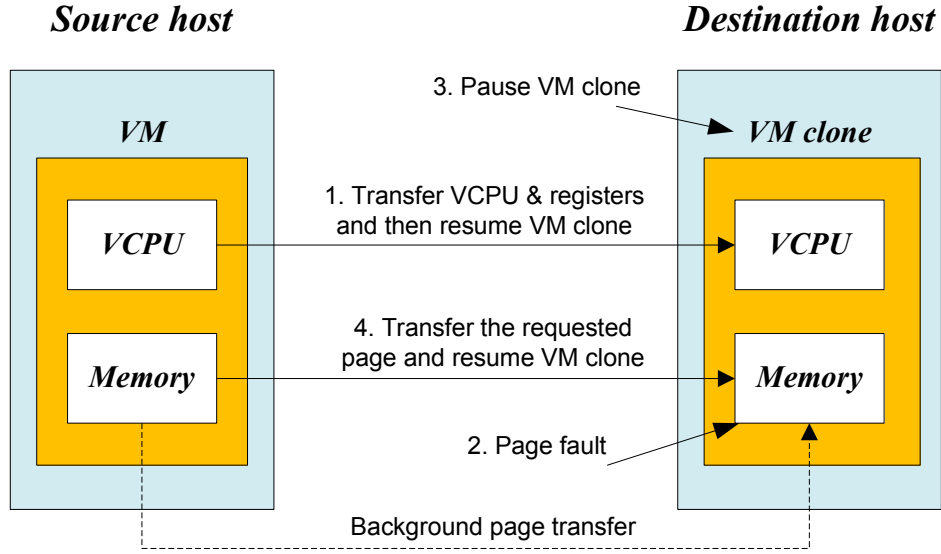 Source host
Destination host
3. Pause VM clone
VM
VM clone
1. Transfer VCPU & registers
and then resume VM clone
VCPU
VCPU
4. Transfer the requested
page and resume VM clone
Memory
Memory
2. Page fault
Background page transfer